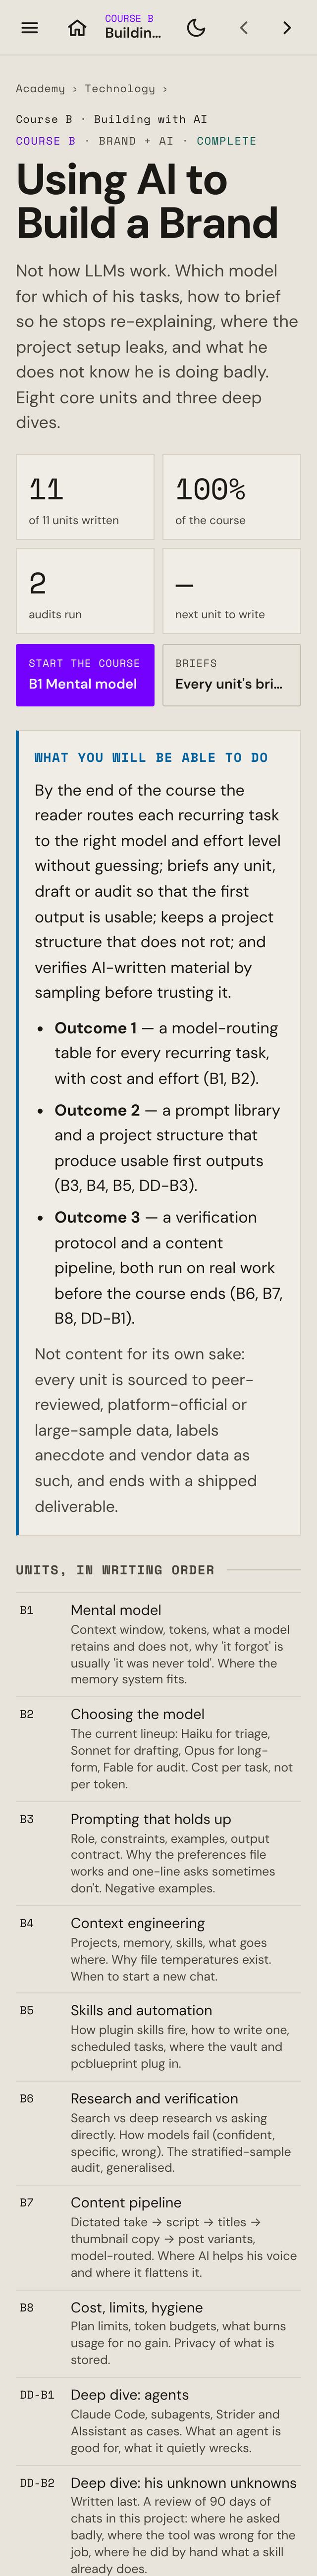 COURSE B
Buildin...
Academy › Technology ›
Course B · Building with AI
COURSE B · BRAND + AI · COMPLETE
Using AI to
Build a Brand
Not how LLMs work. Which model
for which of his tasks, how to brief
so he stops re-explaining, where the
project setup leaks, and what he
does not know he is doing badly.
Eight core units and three deep
dives.
11
of 11 units written
100%
of the course
2
audits run
—
next unit to write
START THE COURSE
B1 Mental model
BRIEFS
Every unit's bri...
WHAT YOU WILL BE ABLE TO DO
By the end of the course the
reader routes each recurring task
to the right model and effort level
without guessing; briefs any unit,
draft or audit so that the first
output is usable; keeps a project
structure that does not rot; and
verifies AI-written material by
sampling before trusting it.
• Outcome 1 — a model-routing
table for every recurring task,
with cost and effort (B1, B2).
• Outcome 2 — a prompt library
and a project structure that
produce usable first outputs
(B3, B4, B5, DD-B3).
• Outcome 3 — a verification
protocol and a content
pipeline, both run on real work
before the course ends (B6, B7,
B8, DD-B1).
Not content for its own sake:
every unit is sourced to peer-
reviewed, platform-official or
large-sample data, labels
anecdote and vendor data as
such, and ends with a shipped
deliverable.
UNITS, IN WRITING ORDER
B1 Mental model
Context window, tokens, what a model
retains and does not, why 'it forgot' is
usually 'it was never told'. Where the
memory system fits.
B2 Choosing the model
The current lineup: Haiku for triage,
Sonnet for drafting, Opus for long-
form, Fable for audit. Cost per task, not
per token.
B3 Prompting that holds up
Role, constraints, examples, output
contract. Why the preferences file
works and one-line asks sometimes
don't. Negative examples.
B4 Context engineering
Projects, memory, skills, what goes
where. Why file temperatures exist.
When to start a new chat.
B5 Skills and automation
How plugin skills fire, how to write one,
scheduled tasks, where the vault and
pcblueprint plug in.
B6 Research and verification
Search vs deep research vs asking
directly. How models fail (confident,
specific, wrong). The stratified-sample
audit, generalised.
B7 Content pipeline
Dictated take → script → titles →
thumbnail copy → post variants,
model-routed. Where AI helps his voice
and where it flattens it.
B8 Cost, limits, hygiene
Plan limits, token budgets, what burns
usage for no gain. Privacy of what is
stored.
DD-B1 Deep dive: agents
Claude Code, subagents, Strider and
AIssistant as cases. What an agent is
good for, what it quietly wrecks.
DD-B2 Deep dive: his unknown unknowns
Written last. A review of 90 days of
chats in this project: where he asked
badly, where the tool was wrong for the
job, where he did by hand what a skill
already does.